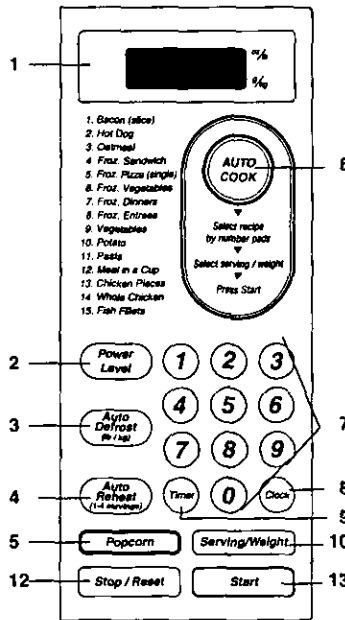 1
oz/lb
g/kg
1. Bacon (slice)
2. Hot Dog
3. Oatmeal
4 Froz. Sandwich
5. Froz. Pizza (single)
6. Froz. Vegetables
7. Froz. Dinners
8. Froz. Entrees
9. Vegetables
10. Potato
11. Pasta
12. Meal in a Cup
13. Chicken Pieces
14 Whole Chicken
15. Fish Fillets
AUTO
COOK
6
Select recipe
by number pads
Select serving / weight
Press Start
2
Power
Level
1 2 3
3
Auto
Defrost
(lb / kg)
4 5 6
7
7 8 9
4
Auto
Reheat
(1-4 servings)
Timer
0
Clock
8
9
5
Popcorn
Serving/Weight
10
12
Stop / Reset
Start
13